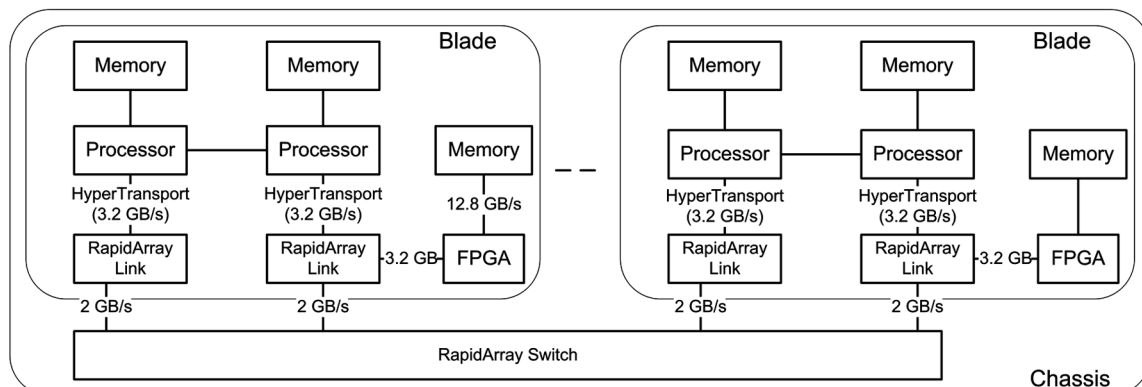 Blade
Blade
Memory
Memory
Memory
Memory
Processor
Processor
Memory
Processor
Processor
Memory
HyperTransport
(3.2 GB/s)
HyperTransport
(3.2 GB/s)
12.8 GB/s
HyperTransport
(3.2 GB/s)
HyperTransport
(3.2 GB/s)
RapidArray
Link
RapidArray
Link
3.2 GB
FPGA
RapidArray
Link
RapidArray
Link
3.2 GB
FPGA
2 GB/s
2 GB/s
2 GB/s
2 GB/s
RapidArray Switch
Chassis